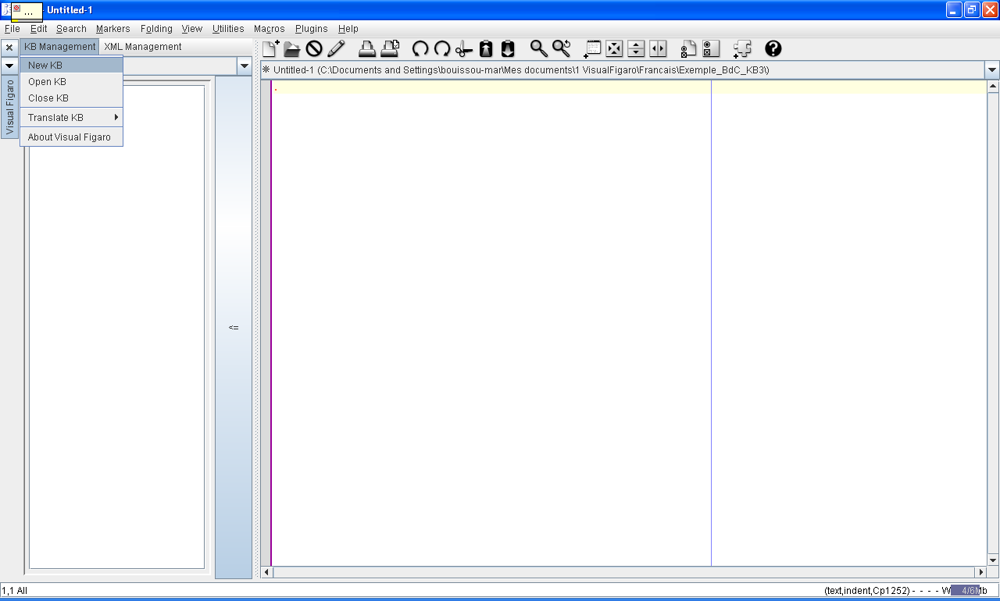 ...
- Untitled-1
File Edit Search Markers Folding View Utilities Macros Plugins Help
KB Management XML Management
New KB
Open KB
Close KB
Translate KB
About Visual Figaro
Visual Figaro
Untitled-1 (C:\Documents and Settings\bouissou-mar\Mes documents\1 VisualFigaro\Francais\Exemple_BdC_KB3\)
<=
1,1 All
(text,indent,Cp1252) - - - - W 4/6Mb